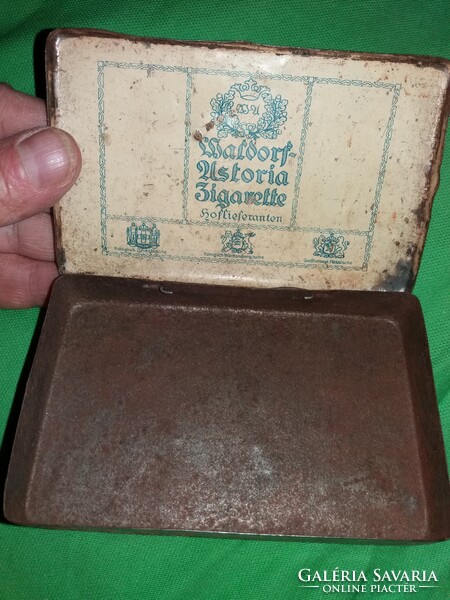 WA
Waldorf-
Astoria
Zigarette
Hoflieferanten
GALÉRIA SAVARIA
ONLINE PIACTÉR